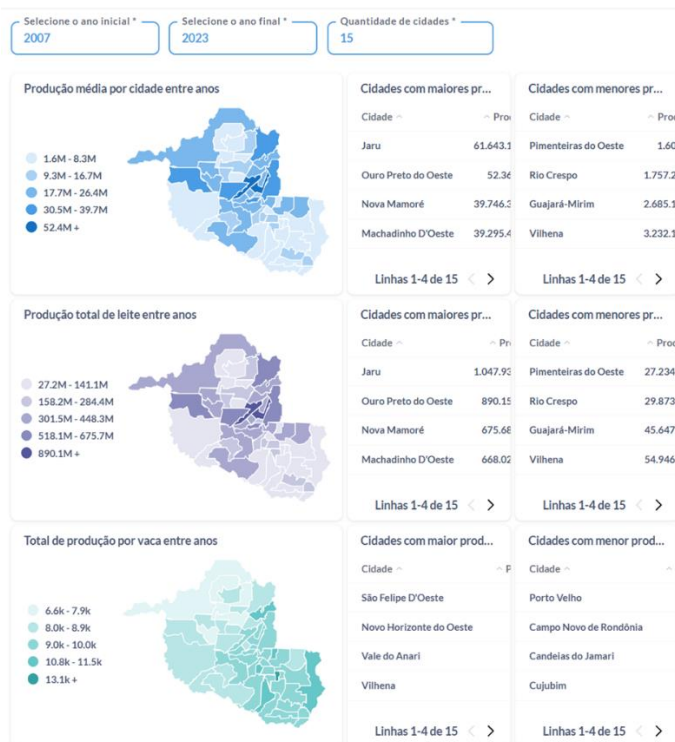 Selecione o ano inicial * Selecione o ano final * Quantidade de cidades *
2007 2023 15
Produção média por cidade entre anos
1.6M - 8.3M
9.3M - 16.7M
17.7M - 26.4M
30.5M - 39.7M
52.4M +
Cidades com maiores pr...
Cidade Pro
Jaru 61.643.1
Ouro Preto do Oeste 52.36
Nova Mamoré 39.746.3
Machadinho D'Oeste 39.295.4
Linhas 1-4 de 15
Cidades com menores pr...
Cidade Pro
Pimenteiras do Oeste 1.60
Rio Crespo 1.757.2
Guajará-Mirim 2.685.1
Vilhena 3.232.1
Linhas 1-4 de 15
Produção total de leite entre anos
27.2M - 141.1M
158.2M - 284.4M
301.5M - 448.3M
518.1M - 675.7M
890.1M +
Cidades com maiores pr...
Cidade Pr
Jaru 1.047.93
Ouro Preto do Oeste 890.15
Nova Mamoré 675.68
Machadinho D'Oeste 668.02
Linhas 1-4 de 15
Cidades com menores pr...
Cidade Pro
Pimenteiras do Oeste 27.234
Rio Crespo 29.873
Guajará-Mirim 45.647
Vilhena 54.946
Linhas 1-4 de 15
Total de produção por vaca entre anos
6.6k - 7.9k
8.0k - 8.9k
9.0k - 10.0k
10.8k - 11.5k
13.1k +
Cidades com maior prod...
Cidade P
São Felipe D'Oeste
Novo Horizonte do Oeste
Vale do Anari
Vilhena
Linhas 1-4 de 15
Cidades com menor prod...
Cidade
Porto Velho
Campo Novo de Rondônia
Candeias do Jamari
Cujubim
Linhas 1-4 de 15